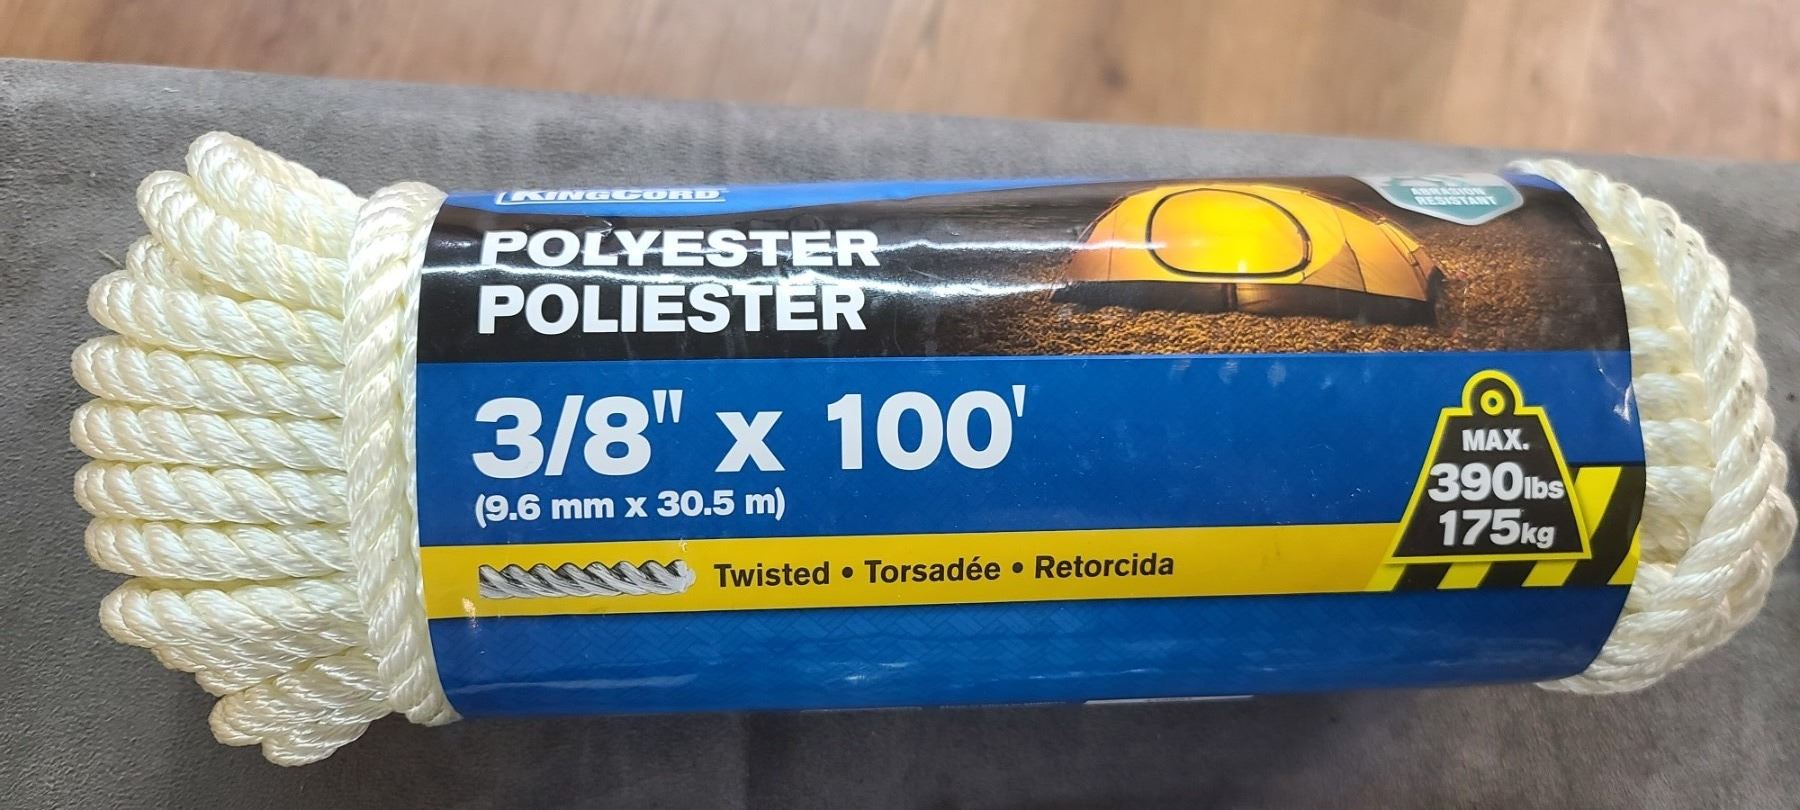 KINGCORD
ABRASION
RESISTANT
POLYESTER
POLIESTER
3/8" x 100'
(9.6 mm x 30.5 m)
MAX.
390lbs
175kg
Twisted • Torsadée • Retorcida